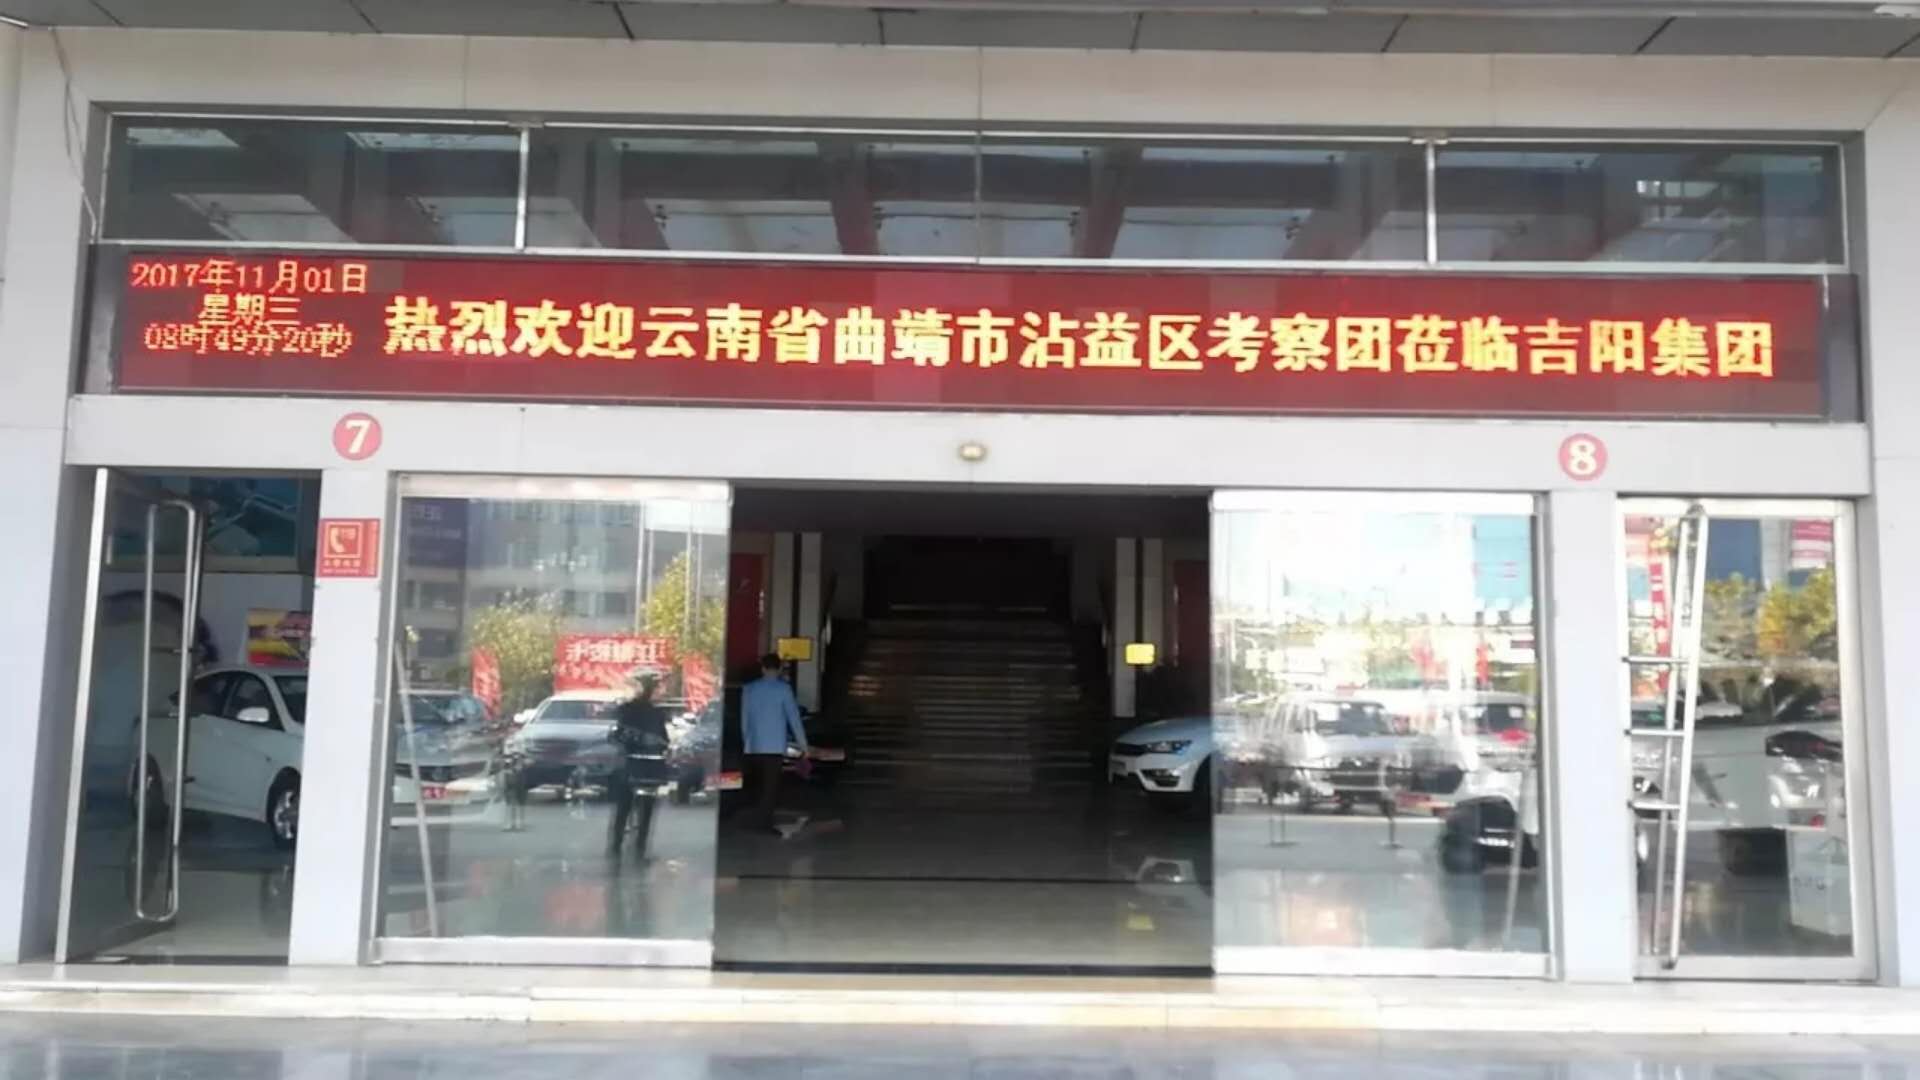 2017年11月01日
星期三
08时49分20秒
热烈欢迎云南省曲靖市沾益区考察团莅临吉阳集团
7
8